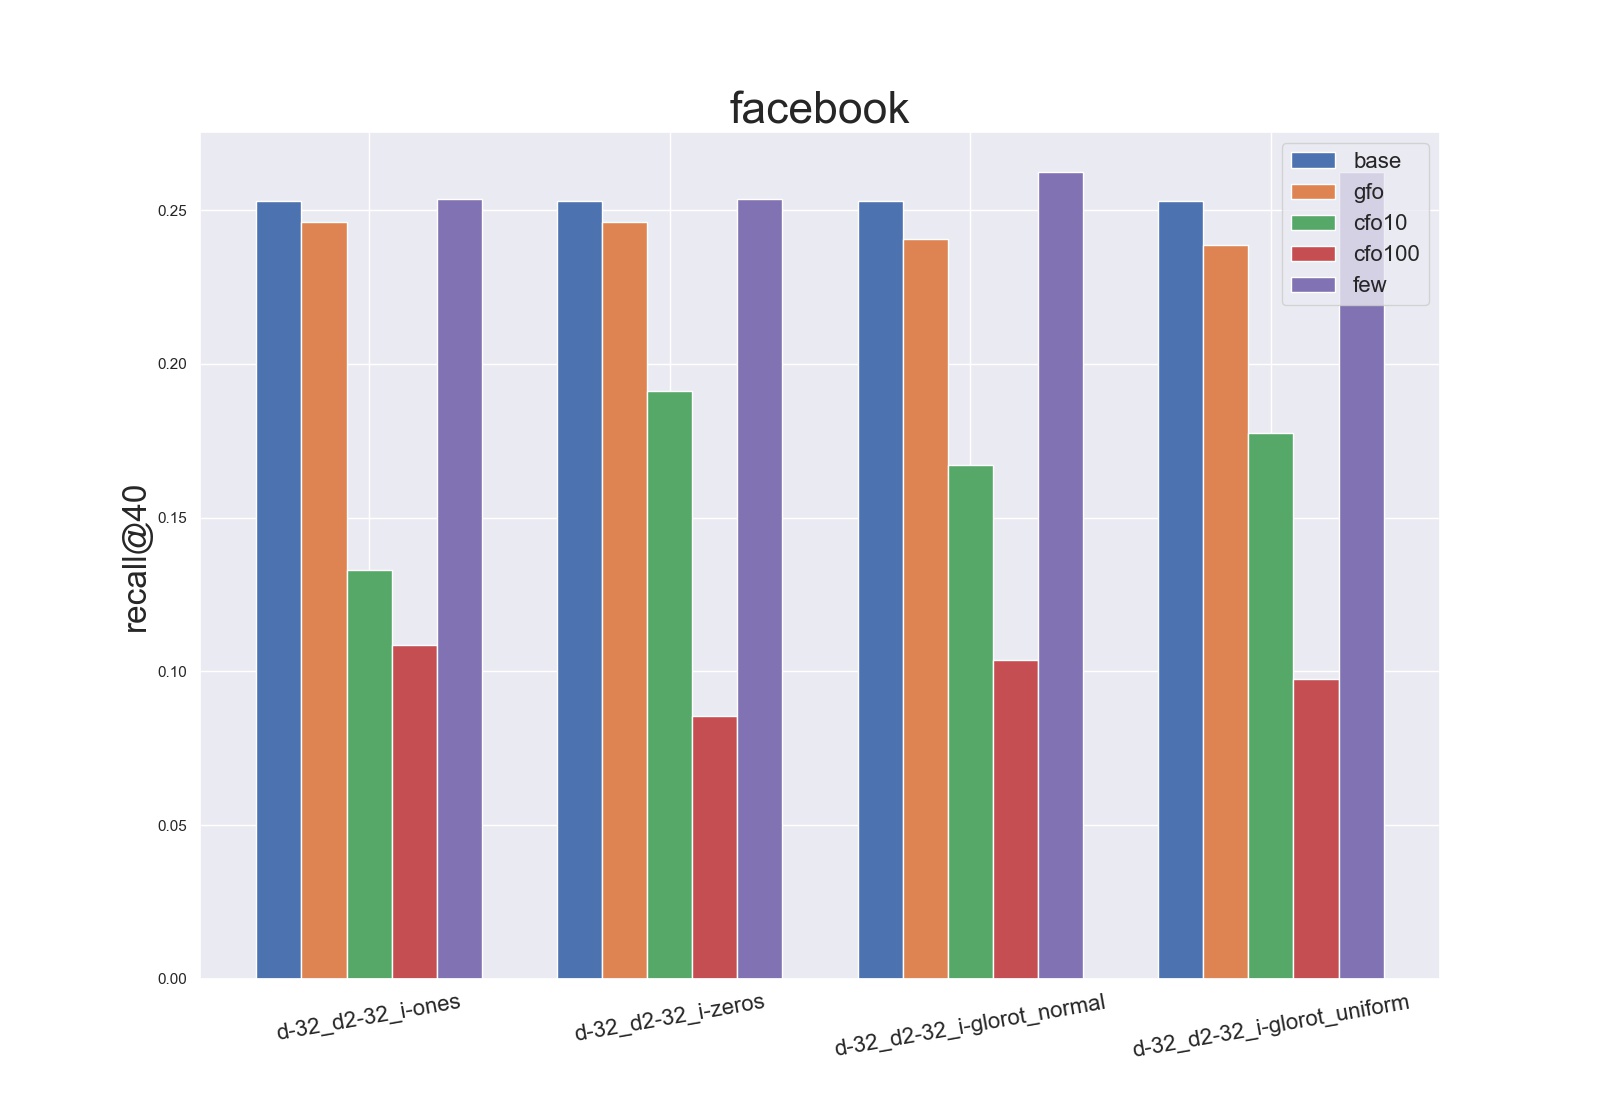 facebook
recall@40
0.25
0.20
0.15
0.10
0.05
0.00
base
gfo
cfo10
cfo100
few
d-32_d2-32_i-ones
d-32_d2-32_i-zeros
d-32_d2-32_i-glorot_normal
d-32_d2-32_i-glorot_uniform